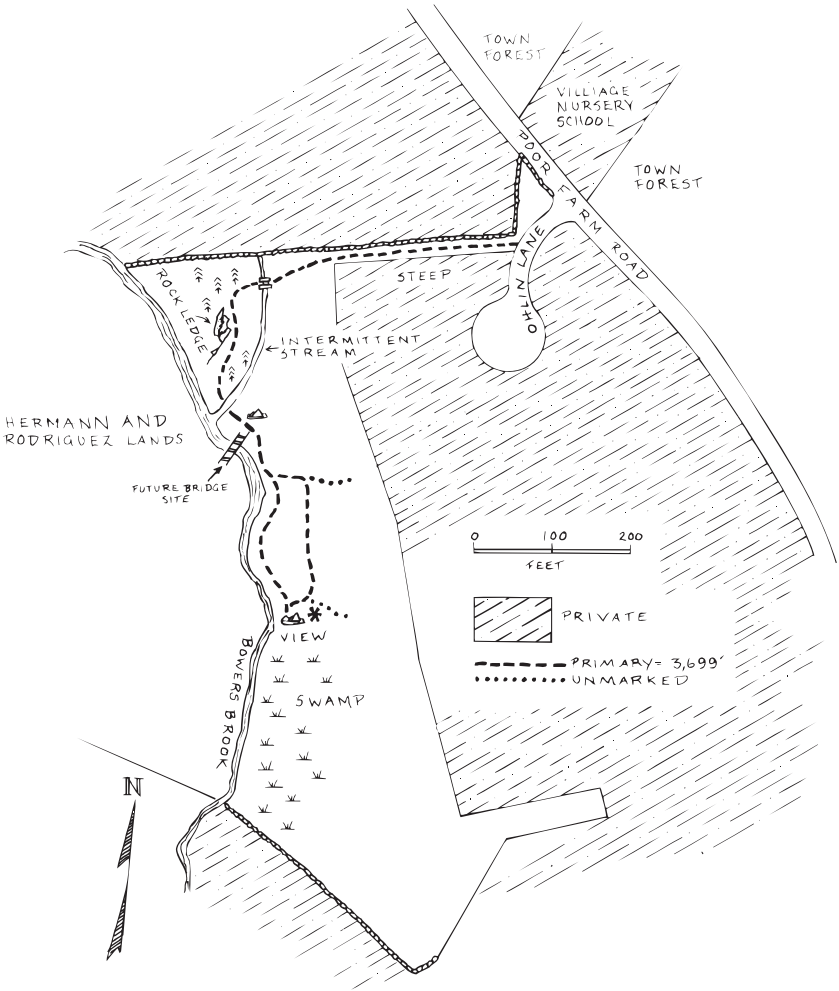 TOWN
FOREST
VILLIAGE
NURSERY
SCHOOL
POOR FARM ROAD
TOWN
FOREST
OHLIN LANE
STEEP
ROCK LEDGE
INTERMITTENT
STREAM
HERMANN AND
RODRIGUEZ LANDS
FUTURE BRIDGE
SITE
0 100 200
FEET
PRIVATE
VIEW
PRIMARY= 3,699'
UNMARKED
BOWERS BROOK
SWAMP
N